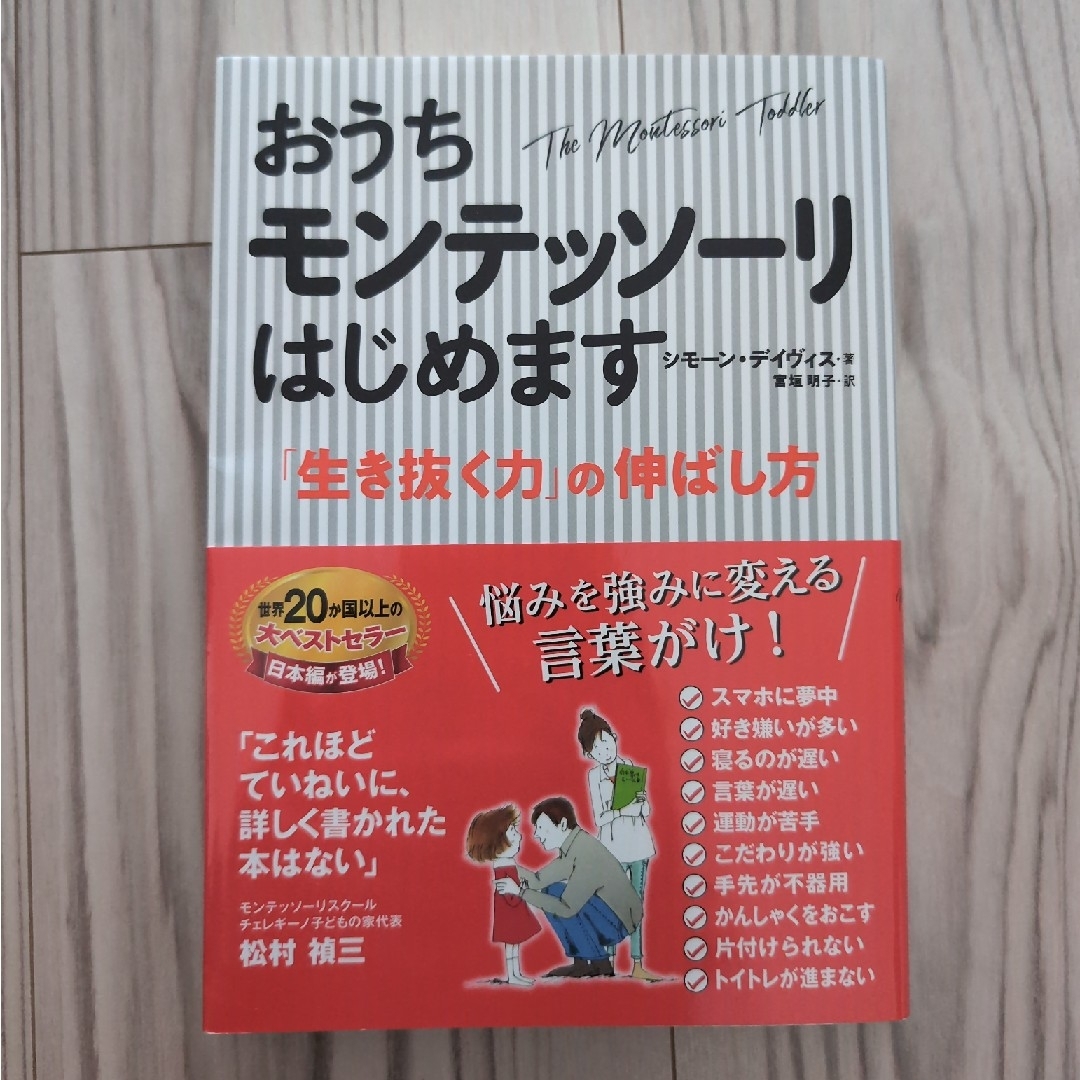 おうち
The Montessori Toddler
モンテッソーリ
はじめます
シモーン・デイヴィス・著
宮垣 明子・訳
「生き抜く力」の伸ばし方
世界20か国以上の
大ベストセラー
日本編が登場!
悩みを強みに変える
言葉がけ!
「これほど
ていねいに、
詳しく書かれた
本はない」
モンテッソーリスクール
チェレギーノ子どもの家代表
松村 禎三
スマホに夢中
好き嫌いが多い
寝るのが遅い
言葉が遅い
運動が苦手
こだわりが強い
手先が不器用
かんしゃくをおこす
片付けられない
トイトレが進まない